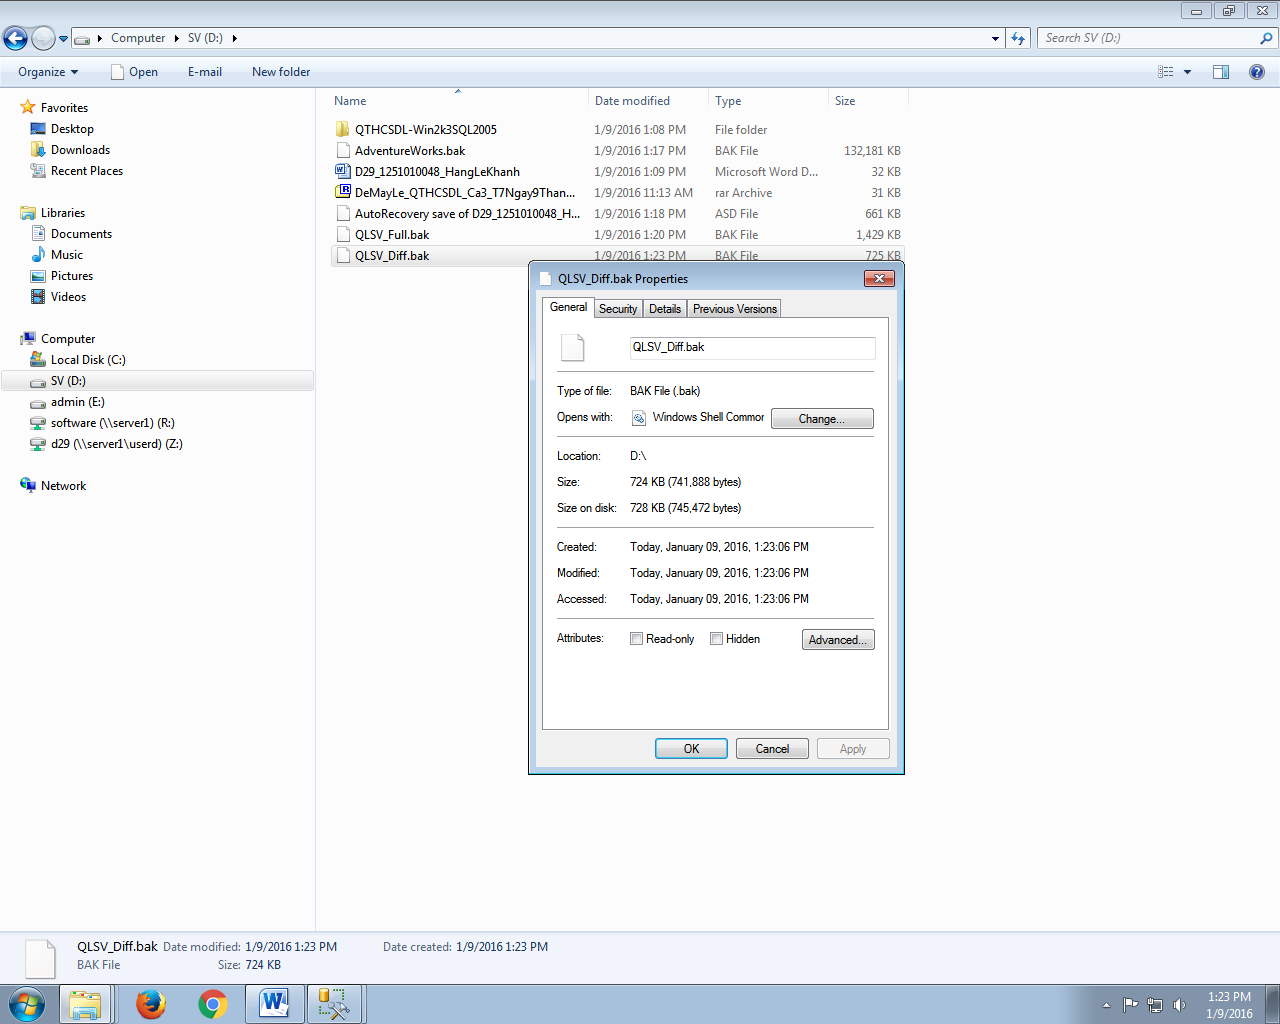 Computer SV (D:) Search SV (D:)
Organize Open E-mail New folder
Favorites
Desktop
Downloads
Recent Places
Libraries
Documents
Music
Pictures
Videos
Computer
Local Disk (C:)
SV (D:)
admin (E:)
software (\\server1) (R:)
d29 (\\server1\userd) (Z:)
Network
Name Date modified Type Size
QTHCSDL-Win2k3SQL2005 1/9/2016 1:08 PM File folder
AdventureWorks.bak 1/9/2016 1:17 PM BAK File 132,181 KB
D29_1251010048_HangLeKhanh 1/9/2016 1:09 PM Microsoft Word D... 32 KB
DeMayLe_QTHCSDL_Ca3_T7Ngay9Than... 1/9/2016 11:13 AM rar Archive 31 KB
AutoRecovery save of D29_1251010048_H... 1/9/2016 1:18 PM ASD File 661 KB
QLSV_Full.bak 1/9/2016 1:20 PM BAK File 1,429 KB
QLSV_Diff.bak 1/9/2016 1:23 PM BAK File 725 KB
QLSV_Diff.bak Properties
General Security Details Previous Versions
QLSV_Diff.bak
Type of file: BAK File (.bak)
Opens with: Windows Shell Commor Change...
Location: D:\
Size: 724 KB (741,888 bytes)
Size on disk: 728 KB (745,472 bytes)
Created: Today, January 09, 2016, 1:23:06 PM
Modified: Today, January 09, 2016, 1:23:06 PM
Accessed: Today, January 09, 2016, 1:23:06 PM
Attributes: Read-only Hidden Advanced...
OK Cancel Apply
QLSV_Diff.bak Date modified: 1/9/2016 1:23 PM Date created: 1/9/2016 1:23 PM
BAK File Size: 724 KB
1:23 PM
1/9/2016